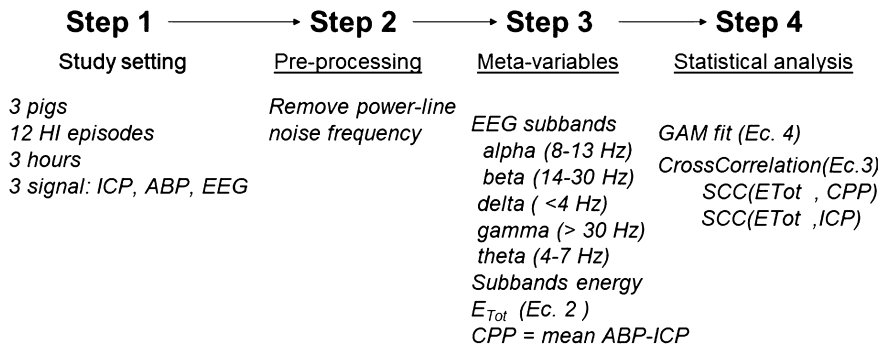 Step 1
Step 2
Step 3
Step 4
Study setting
Pre-processing
Meta-variables
Statistical analysis
3 pigs
12 HI episodes
3 hours
3 signal: ICP, ABP, EEG
Remove power-line
noise frequency
EEG subbands
alpha (8-13 Hz)
beta (14-30 Hz)
delta ( <4 Hz)
gamma (> 30 Hz)
theta (4-7 Hz)
Subbands energy
E_Tot (Ec. 2 )
CPP = mean ABP-ICP
GAM fit (Ec. 4)
CrossCorrelation(Ec.3)
SCC(ETot , CPP)
SCC(ETot ,ICP)